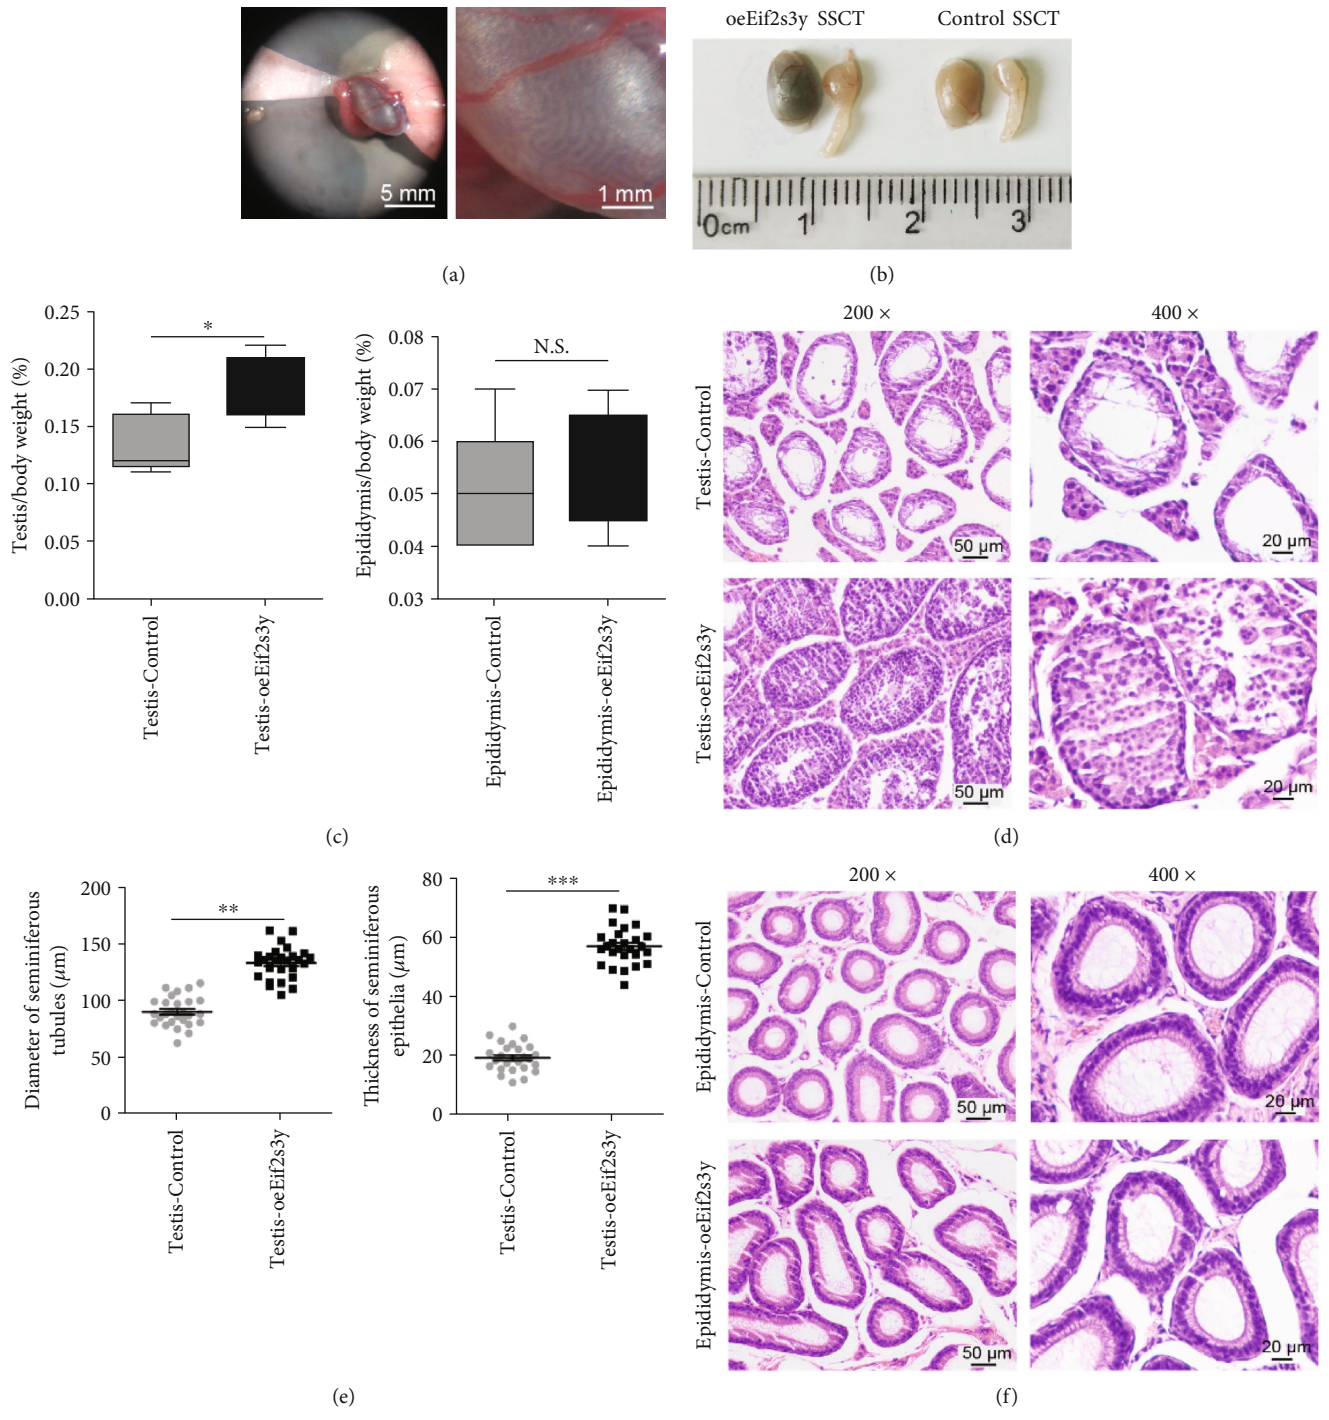 oeEif2s3y SSCT
Control SSCT
5 mm
1 mm
0cm 1 2 3
(a)
(b)
0.25
0.20
0.15
0.10
0.05
0.00
Testis/body weight (%)
*
Testis-Control
Testis-oeEif2s3y
0.08
0.07
0.06
0.05
0.04
0.03
Epididymis/body weight (%)
N.S.
Epididymis-Control
Epididymis-oeEif2s3y
(c)
200 ×
400 ×
Testis-Control
50 μm
20 μm
Testis-oeEif2s3y
50 μm
20 μm
(d)
200
150
100
50
0
Diameter of seminiferous
tubules (μm)
**
Testis-Control
Testis-oeEif2s3y
80
60
40
20
0
Thickness of seminiferous
epithelia (μm)
***
Testis-Control
Testis-oeEif2s3y
(e)
200 ×
400 ×
Epididymis-Control
50 μm
20 μm
Epididymis-oeEif2s3y
50 μm
20 μm
(f)